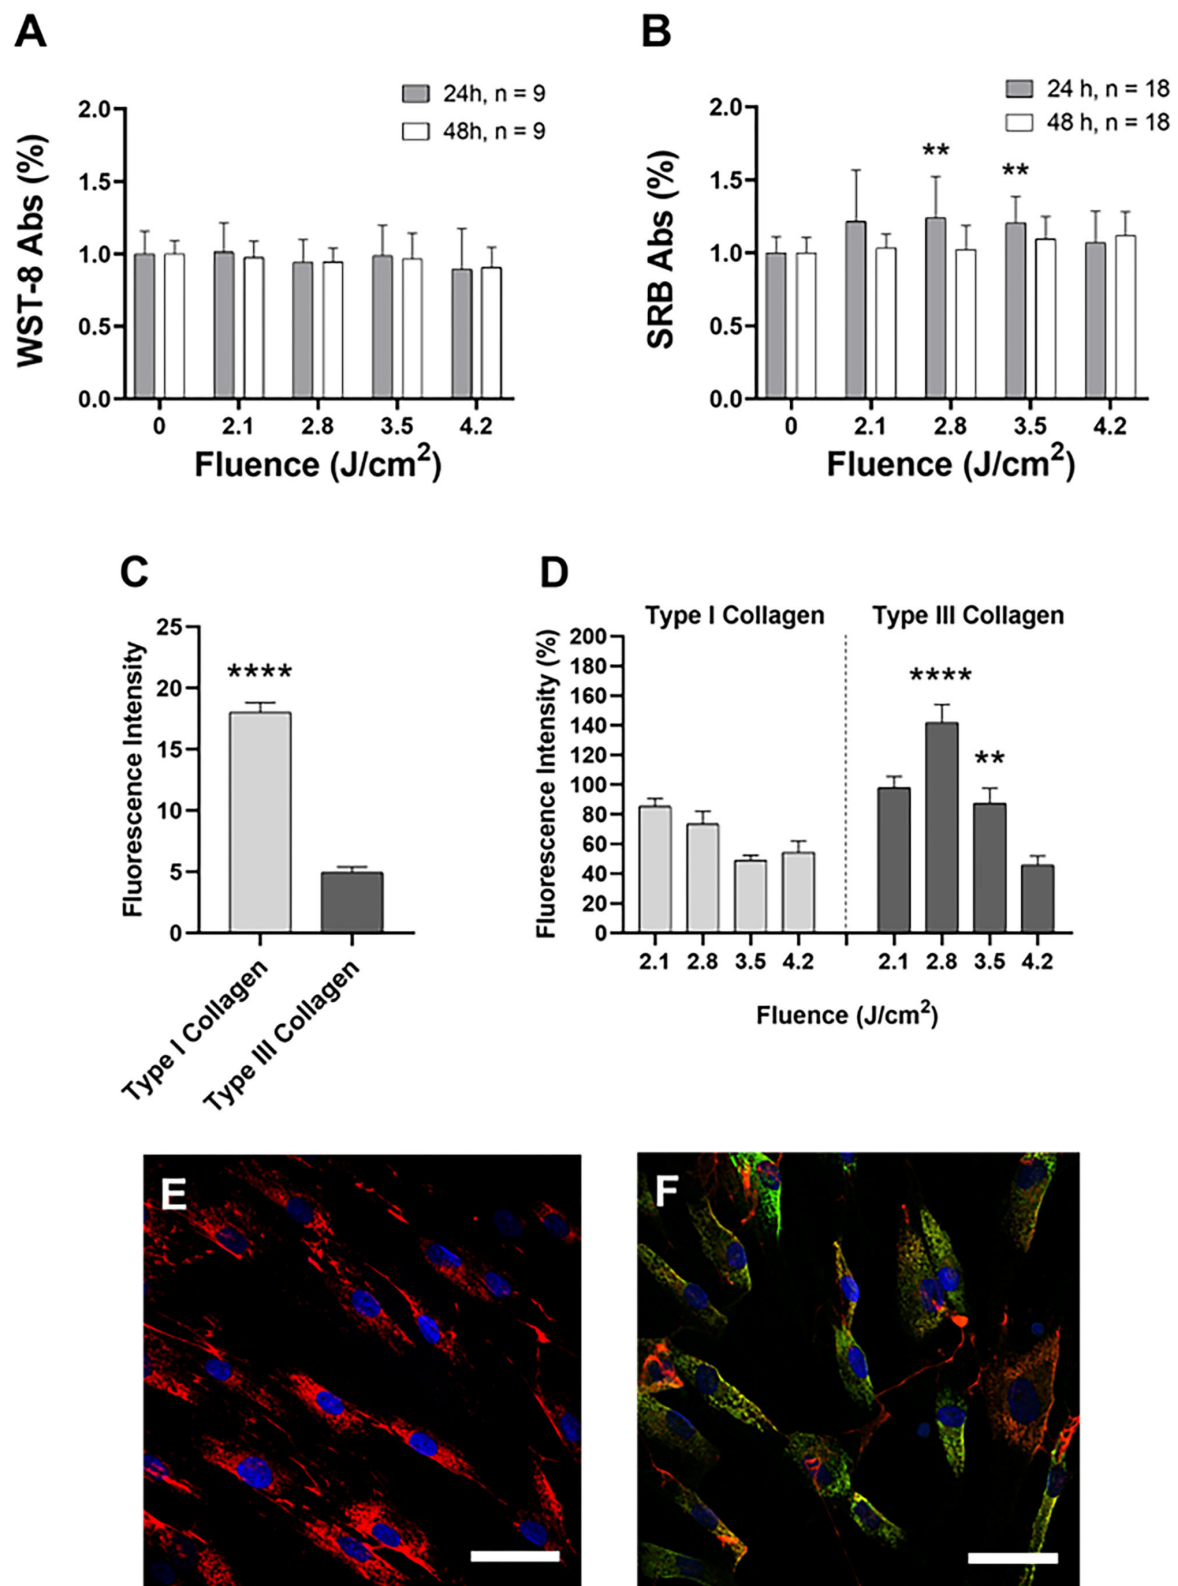 A
24h, n = 9
48h, n = 9
WST-8 Abs (%)
2.0
1.5
1.0
0.5
0.0
0 2.1 2.8 3.5 4.2
Fluence (J/cm²)
B
24 h, n = 18
48 h, n = 18
SRB Abs (%)
2.0
1.5
1.0
0.5
0.0
** **
0 2.1 2.8 3.5 4.2
Fluence (J/cm²)
C
Fluorescence Intensity
25
20
15
10
5
0
****
Type I Collagen
Type III Collagen
D
Type I Collagen Type III Collagen
Fluorescence Intensity (%)
200
180
160
140
120
100
80
60
40
20
0
****
**
2.1 2.8 3.5 4.2 2.1 2.8 3.5 4.2
Fluence (J/cm²)
E
F